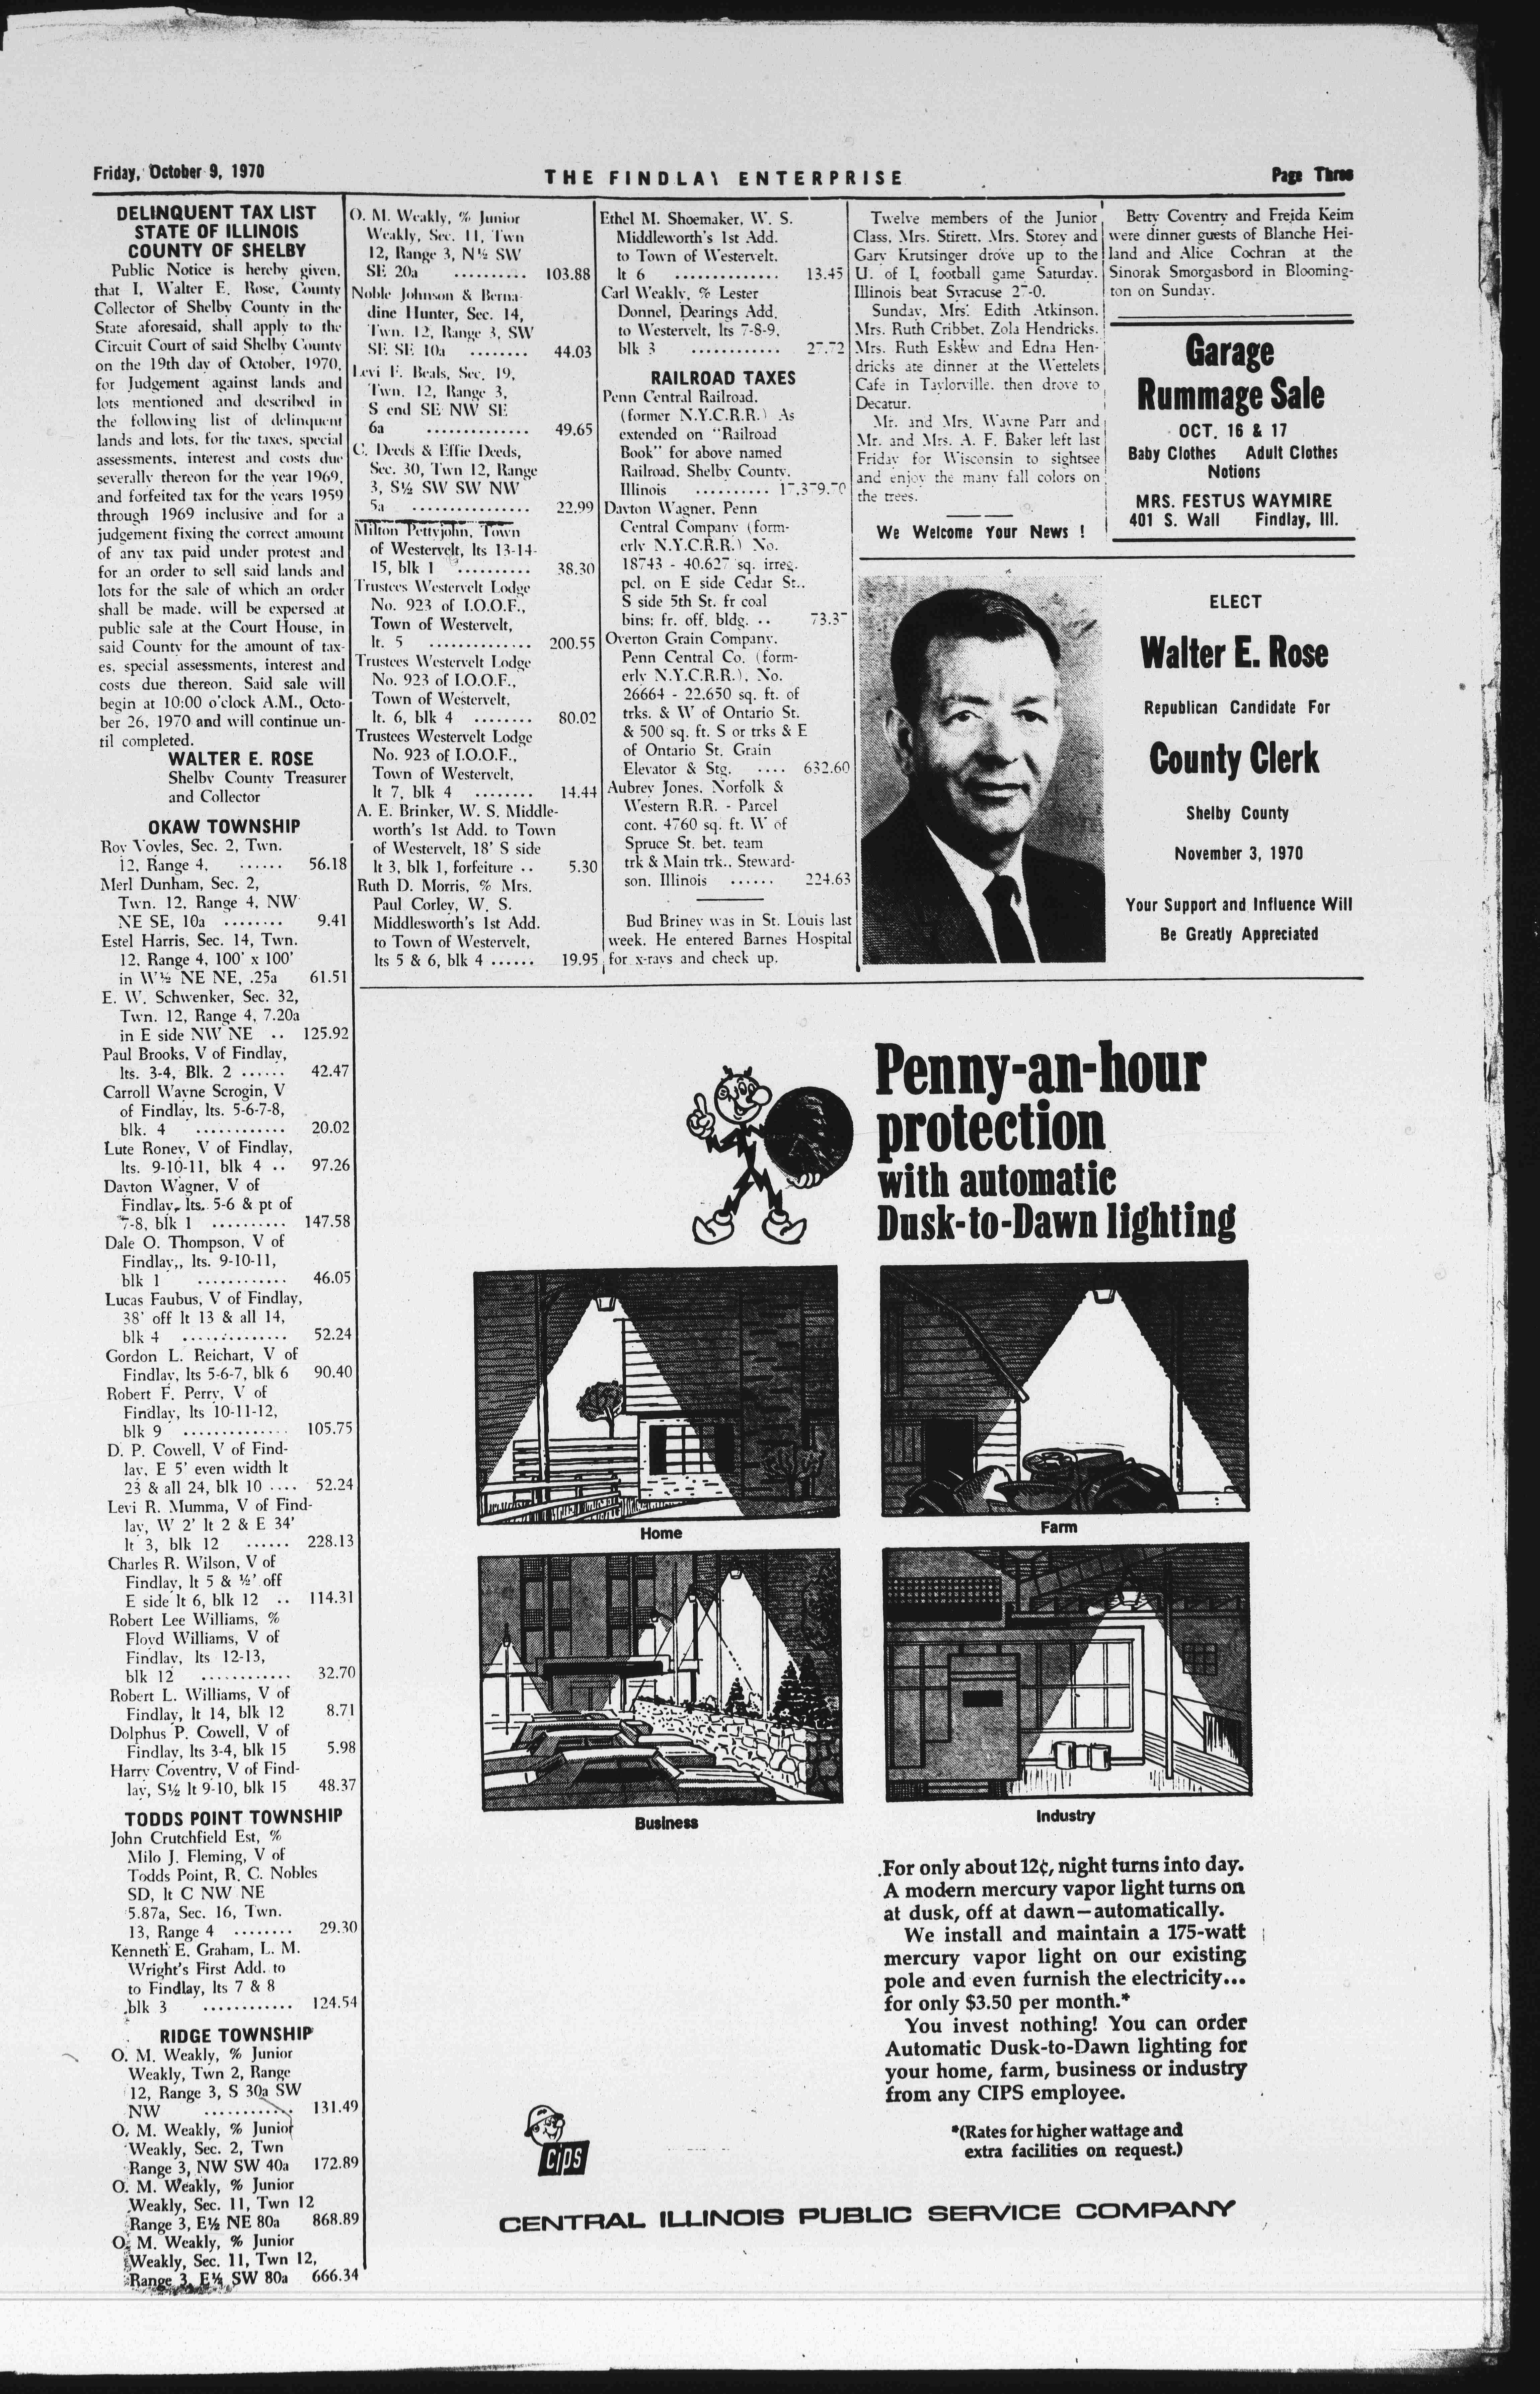 Friday, October 9, 1970
THE FINDLAY ENTERPRISE
Page Three
DELINQUENT TAX LIST
STATE OF ILLINOIS
COUNTY OF SHELBY
Public Notice is hereby given,
that I, Walter E. Rose, County
Collector of Shelby County in the
State aforesaid, shall apply to the
Circuit Court of said Shelby County
on the 19th day of October, 1970,
for Judgement against lands and
lots mentioned and described in
the following list of delinquent
lands and lots, for the taxes, special
assessments, interest and costs due
severally thereon for the year 1969,
and forfeited tax for the years 1959
through 1969 inclusive and for a
judgement fixing the correct amount
of any tax paid under protest and
for an order to sell said lands and
lots for the sale of which an order
shall be made, will be expersed at
public sale at the Court House, in
said County for the amount of tax-
es, special assessments, interest and
costs due thereon. Said sale will
begin at 10:00 o'clock A.M., Octo-
ber 26, 1970 and will continue un-
til completed.
WALTER E. ROSE
Shelby County Treasurer
and Collector
OKAW TOWNSHIP
Roy Voyles, Sec. 2, Twn.
12, Range 4, ...... 56.18
Merl Dunham, Sec. 2,
Twn. 12, Range 4, NW
NE SE, 10a ........ 9.41
Estel Harris, Sec. 14, Twn.
12, Range 4, 100' x 100'
in W½ NE NE, .25a 61.51
E. W. Schwenker, Sec. 32,
Twn. 12, Range 4, 7.20a
in E side NW NE .. 125.92
Paul Brooks, V of Findlay,
lts. 3-4, Blk. 2 ...... 42.47
Carroll Wayne Scrogin, V
of Findlay, lts. 5-6-7-8,
blk. 4 ............ 20.02
Lute Roney, V of Findlay,
lts. 9-10-11, blk 4 .. 97.26
Dayton Wagner, V of
Findlay, lts. 5-6 & pt of
7-8, blk 1 .......... 147.58
Dale O. Thompson, V of
Findlay,, lts. 9-10-11,
blk 1 ............ 46.05
Lucas Faubus, V of Findlay,
38' off lt 13 & all 14,
blk 4 .............. 52.24
Gordon L. Reichart, V of
Findlay, lts 5-6-7, blk 6 90.40
Robert F. Perry, V of
Findlay, lts 10-11-12,
blk 9 .............. 105.75
D. P. Cowell, V of Find-
lay, E 5' even width lt
23 & all 24, blk 10 .... 52.24
Levi R. Mumma, V of Find-
lay, W 2' lt 2 & E 34'
lt 3, blk 12 ...... 228.13
Charles R. Wilson, V of
Findlay, lt 5 & ½' off
E side lt 6, blk 12 .. 114.31
Robert Lee Williams, %
Floyd Williams, V of
Findlay, lts 12-13,
blk 12 ............ 32.70
Robert L. Williams, V of
Findlay, lt 14, blk 12 8.71
Dolphus P. Cowell, V of
Findlay, lts 3-4, blk 15 5.98
Harry Coventry, V of Find-
lay, S½ lt 9-10, blk 15 48.37
TODDS POINT TOWNSHIP
John Crutchfield Est, %
Milo J. Fleming, V of
Todds Point, R. C. Nobles
SD, lt C NW NE
5.87a, Sec. 16, Twn.
13, Range 4 ........ 29.30
Kenneth E. Graham, L. M.
Wright's First Add. to
to Findlay, lts 7 & 8
blk 3 ............ 124.54
RIDGE TOWNSHIP
O. M. Weakly, % Junior
Weakly, Twn 2, Range
12, Range 3, S 30a SW
NW ............ 131.49
O. M. Weakly, % Junior
Weakly, Sec. 2, Twn
Range 3, NW SW 40a 172.89
O. M. Weakly, % Junior
Weakly, Sec. 11, Twn 12
Range 3, E½ NE 80a 868.89
O. M. Weakly, % Junior
Weakly, Sec. 11, Twn 12,
Range 3, E½ SW 80a 666.34
O. M. Weakly, % Junior
Weakly, Sec. 11, Twn
12, Range 3, N½ SW
SE 20a .......... 103.88
Noble Johnson & Berna-
dine Hunter, Sec. 14,
Twn. 12, Range 3, SW
SE SE 10a ........ 44.03
Levi F. Beals, Sec. 19,
Twn. 12, Range 3,
S end SE NW SE
6a .............. 49.65
C. Deeds & Effie Deeds,
Sec. 30, Twn 12, Range
3, S½ SW SW NW
5a ................ 22.99
Milton Pettyjohn, Town
of Westervelt, lts 13-14-
15, blk 1 .......... 38.30
Trustees Westervelt Lodge
No. 923 of I.O.O.F.,
Town of Westervelt,
lt. 5 .............. 200.55
Trustees Westervelt Lodge
No. 923 of I.O.O.F.,
Town of Westervelt,
lt. 6, blk 4 ........ 80.02
Trustees Westervelt Lodge
No. 923 of I.O.O.F.,
Town of Westervelt,
lt 7, blk 4 ........ 14.44
A. E. Brinker, W. S. Middle-
worth's 1st Add. to Town
of Westervelt, 18' S side
lt 3, blk 1, forfeiture .. 5.30
Ruth D. Morris, % Mrs.
Paul Corley, W. S.
Middlesworth's 1st Add.
to Town of Westervelt,
lts 5 & 6, blk 4 ...... 19.95
Ethel M. Shoemaker, W. S.
Middleworth's 1st Add.
to Town of Westervelt.
lt 6 .............. 13.45
Carl Weakly, % Lester
Donnel, Dearings Add.
to Westervelt, lts 7-8-9,
blk 3 ............ 27.72
RAILROAD TAXES
Penn Central Railroad.
(former N.Y.C.R.R.) As
extended on "Railroad
Book" for above named
Railroad, Shelby County,
Illinois .......... 17,379.70
Dayton Wagner, Penn
Central Company (form-
erly N.Y.C.R.R.) No.
18743 - 40.627 sq. irreg.
pcl. on E side Cedar St..
S side 5th St. fr coal
bins: fr. off. bldg. .. 73.37
Overton Grain Company.
Penn Central Co. (form-
erly N.Y.C.R.R.), No.
26664 - 22.650 sq. ft. of
trks. & W of Ontario St.
& 500 sq. ft. S or trks & E
of Ontario St. Grain
Elevator & Stg. .... 632.60
Aubrey Jones, Norfolk &
Western R.R. - Parcel
cont. 4760 sq. ft. W of
Spruce St. bet. team
trk & Main trk., Steward-
son, Illinois ...... 224.63
Bud Briney was in St. Louis last
week. He entered Barnes Hospital
for x-rays and check up.
Twelve members of the Junior
Class, Mrs. Stirett, Mrs. Storey and
Gary Krutsinger drove up to the
U. of I, football game Saturday.
Illinois beat Syracuse 27-0.
Sunday, Mrs. Edith Atkinson.
Mrs. Ruth Cribbet, Zola Hendricks.
Mrs. Ruth Eskew and Edna Hen-
dricks ate dinner at the Wettelets
Cafe in Taylorville, then drove to
Decatur.
Mr. and Mrs. Wayne Parr and
Mr. and Mrs. A. F. Baker left last
Friday for Wisconsin to sightsee
and enjoy the many fall colors on
the trees.
We Welcome Your News !
Betty Coventry and Freida Keim
were dinner guests of Blanche Hei-
land and Alice Cochran at the
Sinorak Smorgasbord in Blooming-
ton on Sunday.
Garage
Rummage Sale
OCT. 16 & 17
Baby Clothes Adult Clothes
Notions
MRS. FESTUS WAYMIRE
401 S. Wall Findlay, Ill.
ELECT
Walter E. Rose
Republican Candidate For
County Clerk
Shelby County
November 3, 1970
Your Support and Influence Will
Be Greatly Appreciated
Penny-an-hour
protection
with automatic
Dusk-to-Dawn lighting
Home
Farm
Business
Industry
For only about 12¢, night turns into day.
A modern mercury vapor light turns on
at dusk, off at dawn—automatically.
We install and maintain a 175-watt
mercury vapor light on our existing
pole and even furnish the electricity...
for only $3.50 per month.*
You invest nothing! You can order
Automatic Dusk-to-Dawn lighting for
your home, farm, business or industry
from any CIPS employee.
*(Rates for higher wattage and
extra facilities on request.)
cips
CENTRAL ILLINOIS PUBLIC SERVICE COMPANY